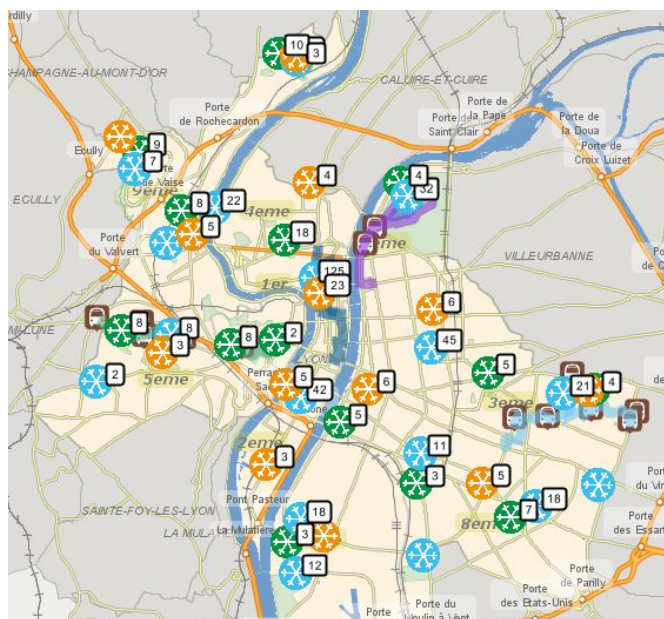 10
3
CHAMPAGNE-AU-MONT-D'OR
CALUIRE-ET-CUIRE
Porte
de Rochecardon
Porte de
la Pape
Porte
de Saint Clair
Porte
de la Doua
Porte de
Croix Luizet
Ecully
9
7
de Vaise
9eme
4
4
32
ECULLY
8
22
4eme
5
18
Porte
du Valvert
VILLEURBANNE
1er
125
23
6
8
8
3
8
2
45
2
5eme
LYON
5
42
6
5
3eme
21
4
5
2eme
3
11
3
5
Pont Pasteur
SAINTE-FOY-LES-LYON
La Mulatière
LA MULA
18
3
12
7
18
8eme
Porte
des Essart
Porte
de Parilly
Porte
des Etats-Unis
Porte du
Moulin à Vent
Porte